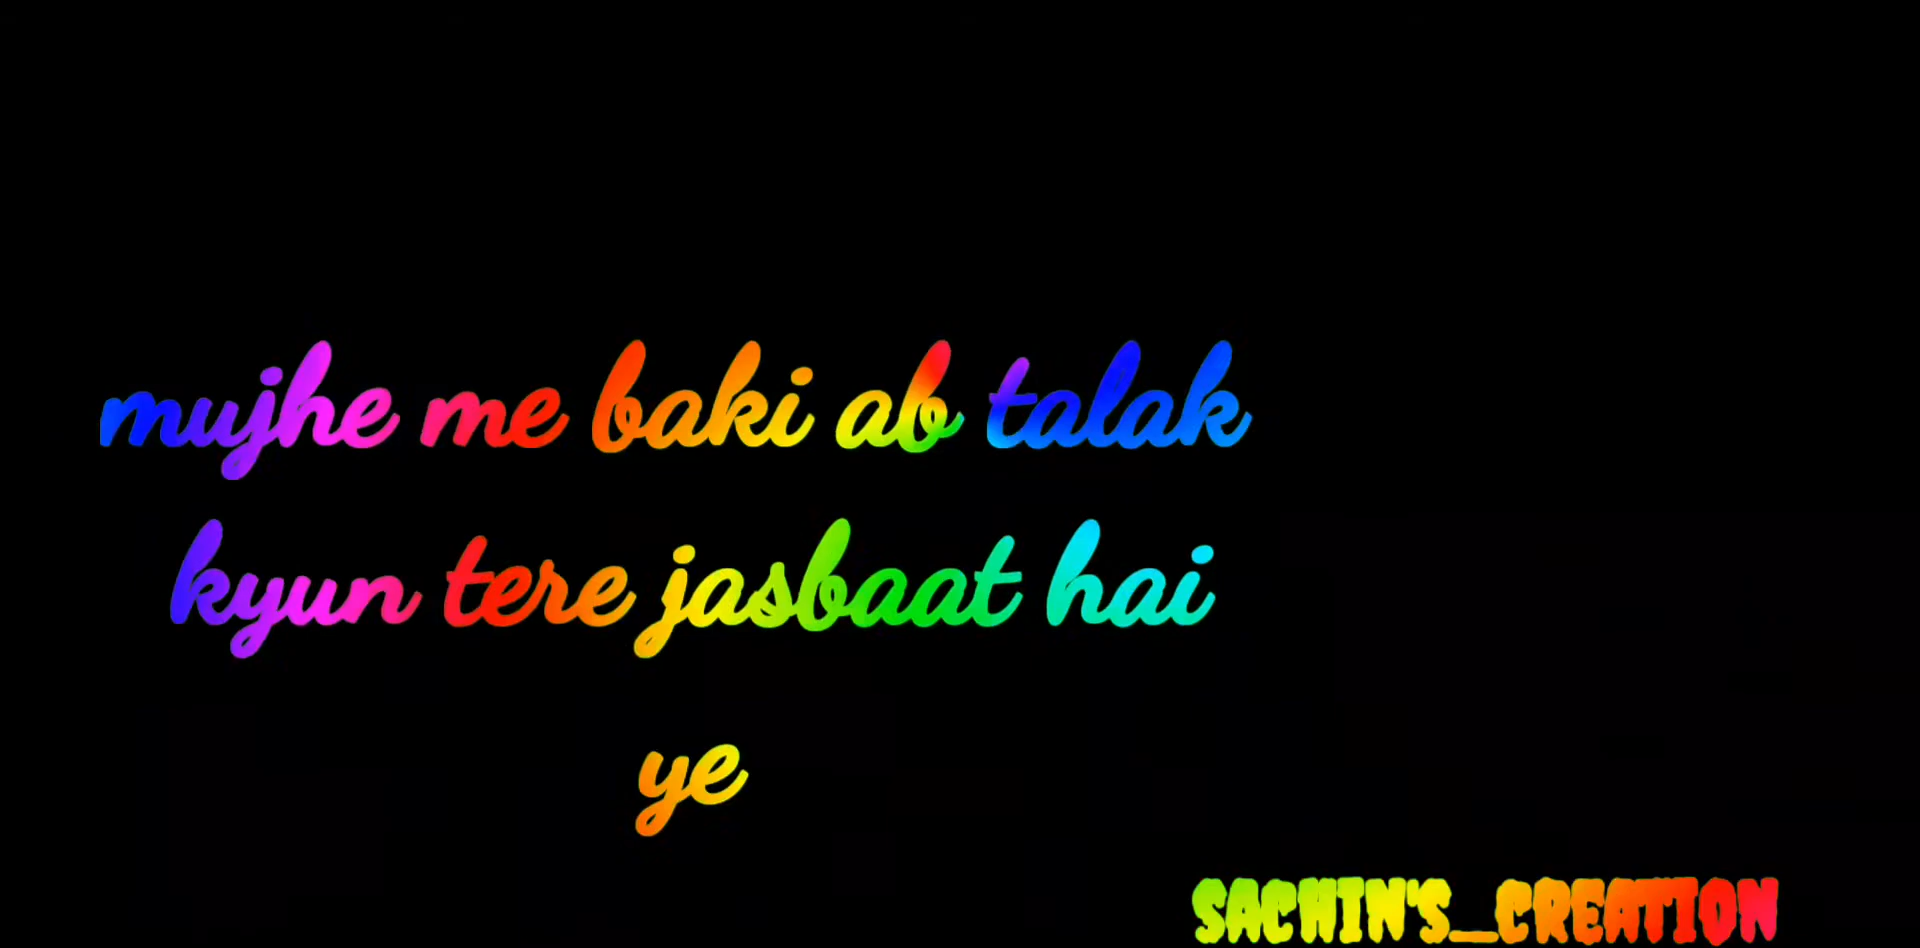 mujhe me baki ab talak
kyun tere jasbaat hai
ye
SACHIN'S_CREATION